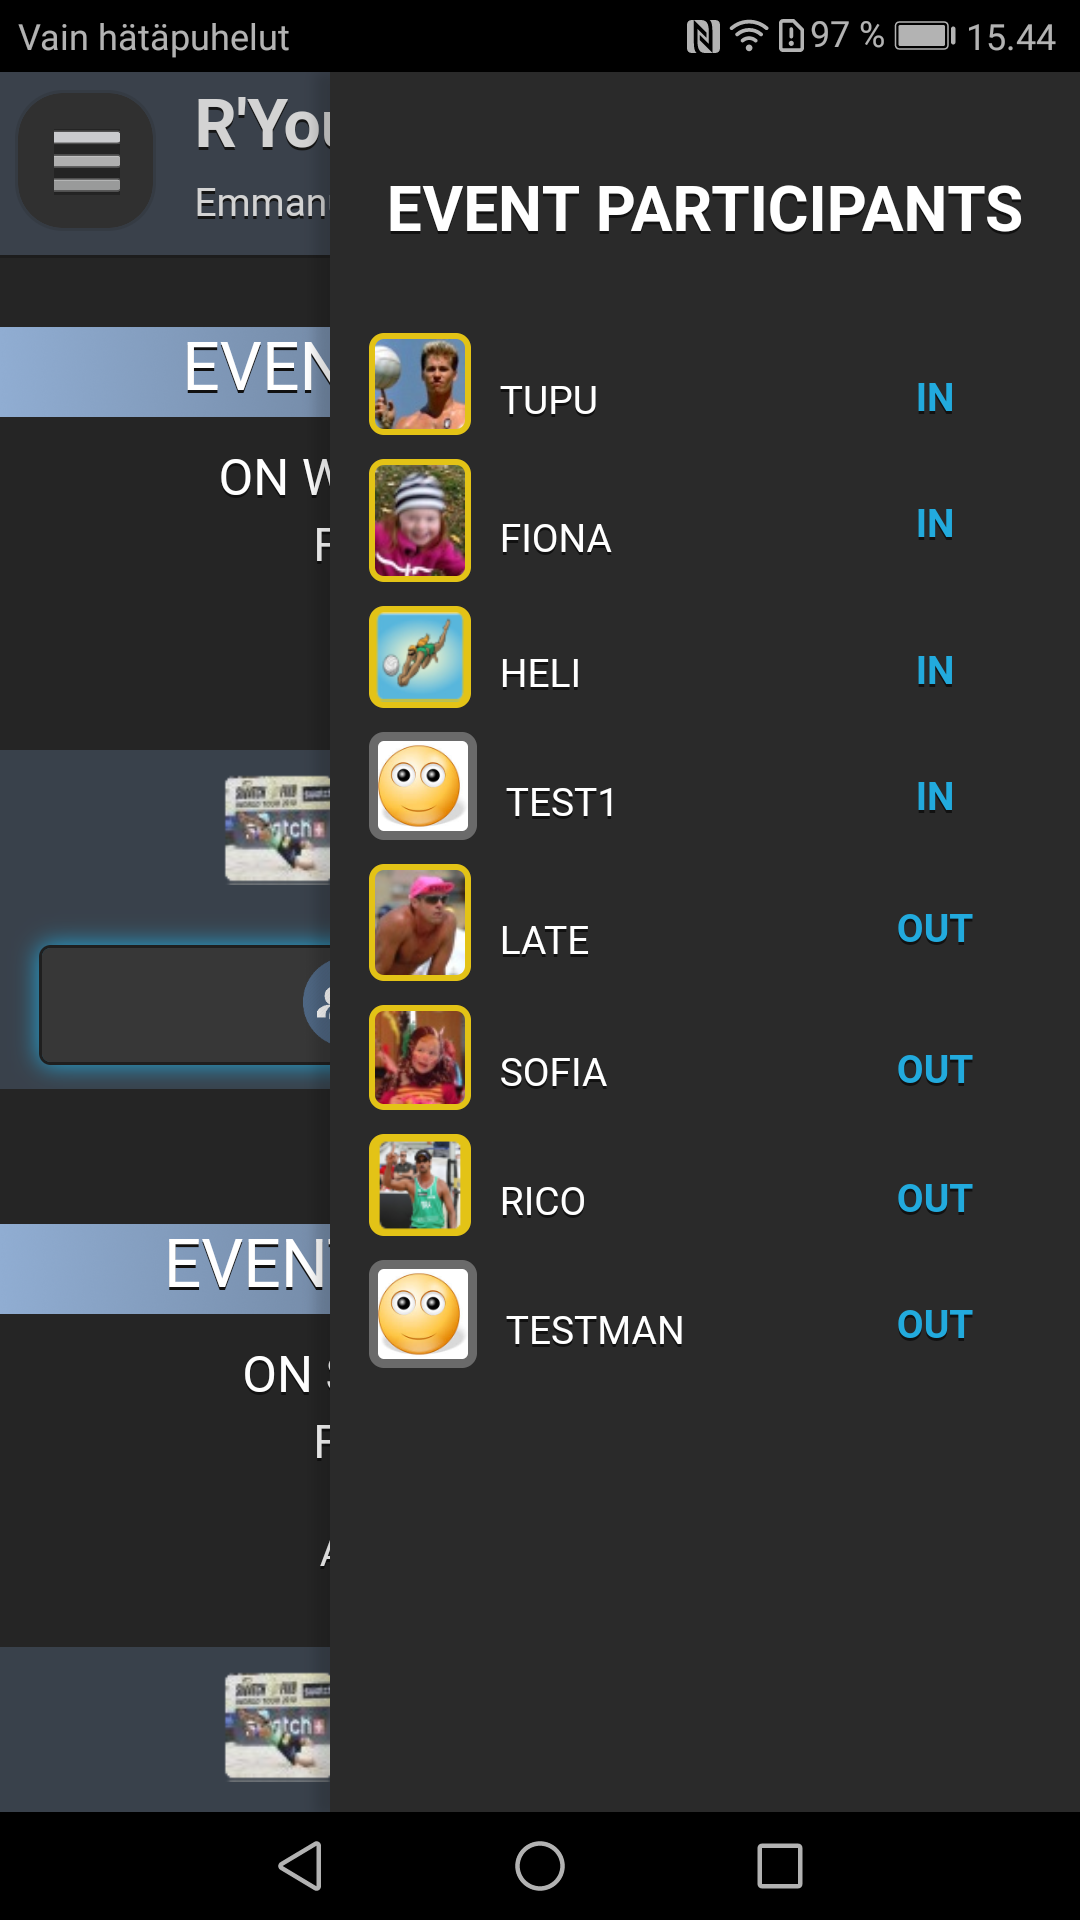 Vain hätäpuhelut 97 % 15.44
R'You
Emman
EVENT PARTICIPANTS
EVEN
TUPU IN
ON W
FIONA IN
HELI IN
TEST1 IN
LATE OUT
SOFIA OUT
RICO OUT
EVENT
TESTMAN OUT
ON S